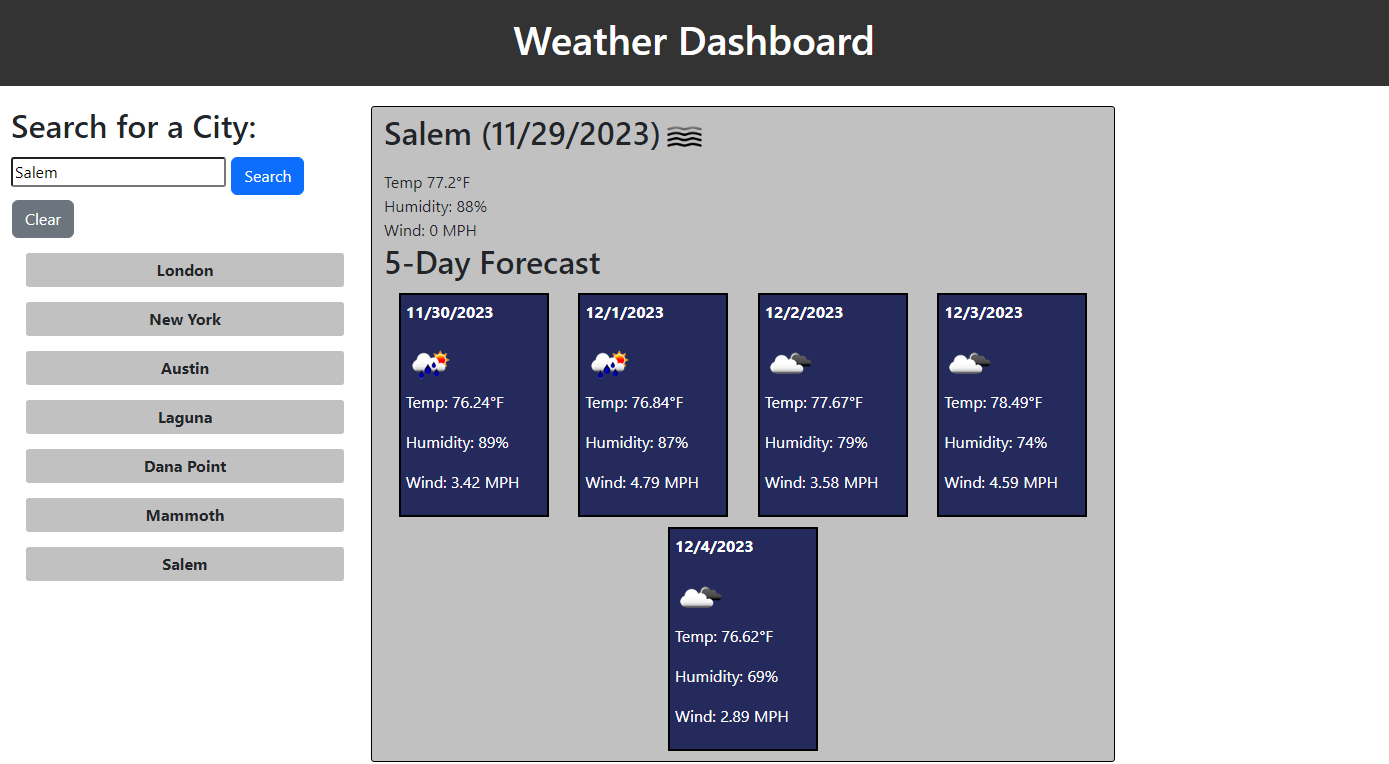 Weather Dashboard
Search for a City:
Salem
Search
Clear
London
New York
Austin
Laguna
Dana Point
Mammoth
Salem
Salem (11/29/2023)
Temp 77.2°F
Humidity: 88%
Wind: 0 MPH
5-Day Forecast
11/30/2023
Temp: 76.24°F
Humidity: 89%
Wind: 3.42 MPH
12/1/2023
Temp: 76.84°F
Humidity: 87%
Wind: 4.79 MPH
12/2/2023
Temp: 77.67°F
Humidity: 79%
Wind: 3.58 MPH
12/3/2023
Temp: 78.49°F
Humidity: 74%
Wind: 4.59 MPH
12/4/2023
Temp: 76.62°F
Humidity: 69%
Wind: 2.89 MPH